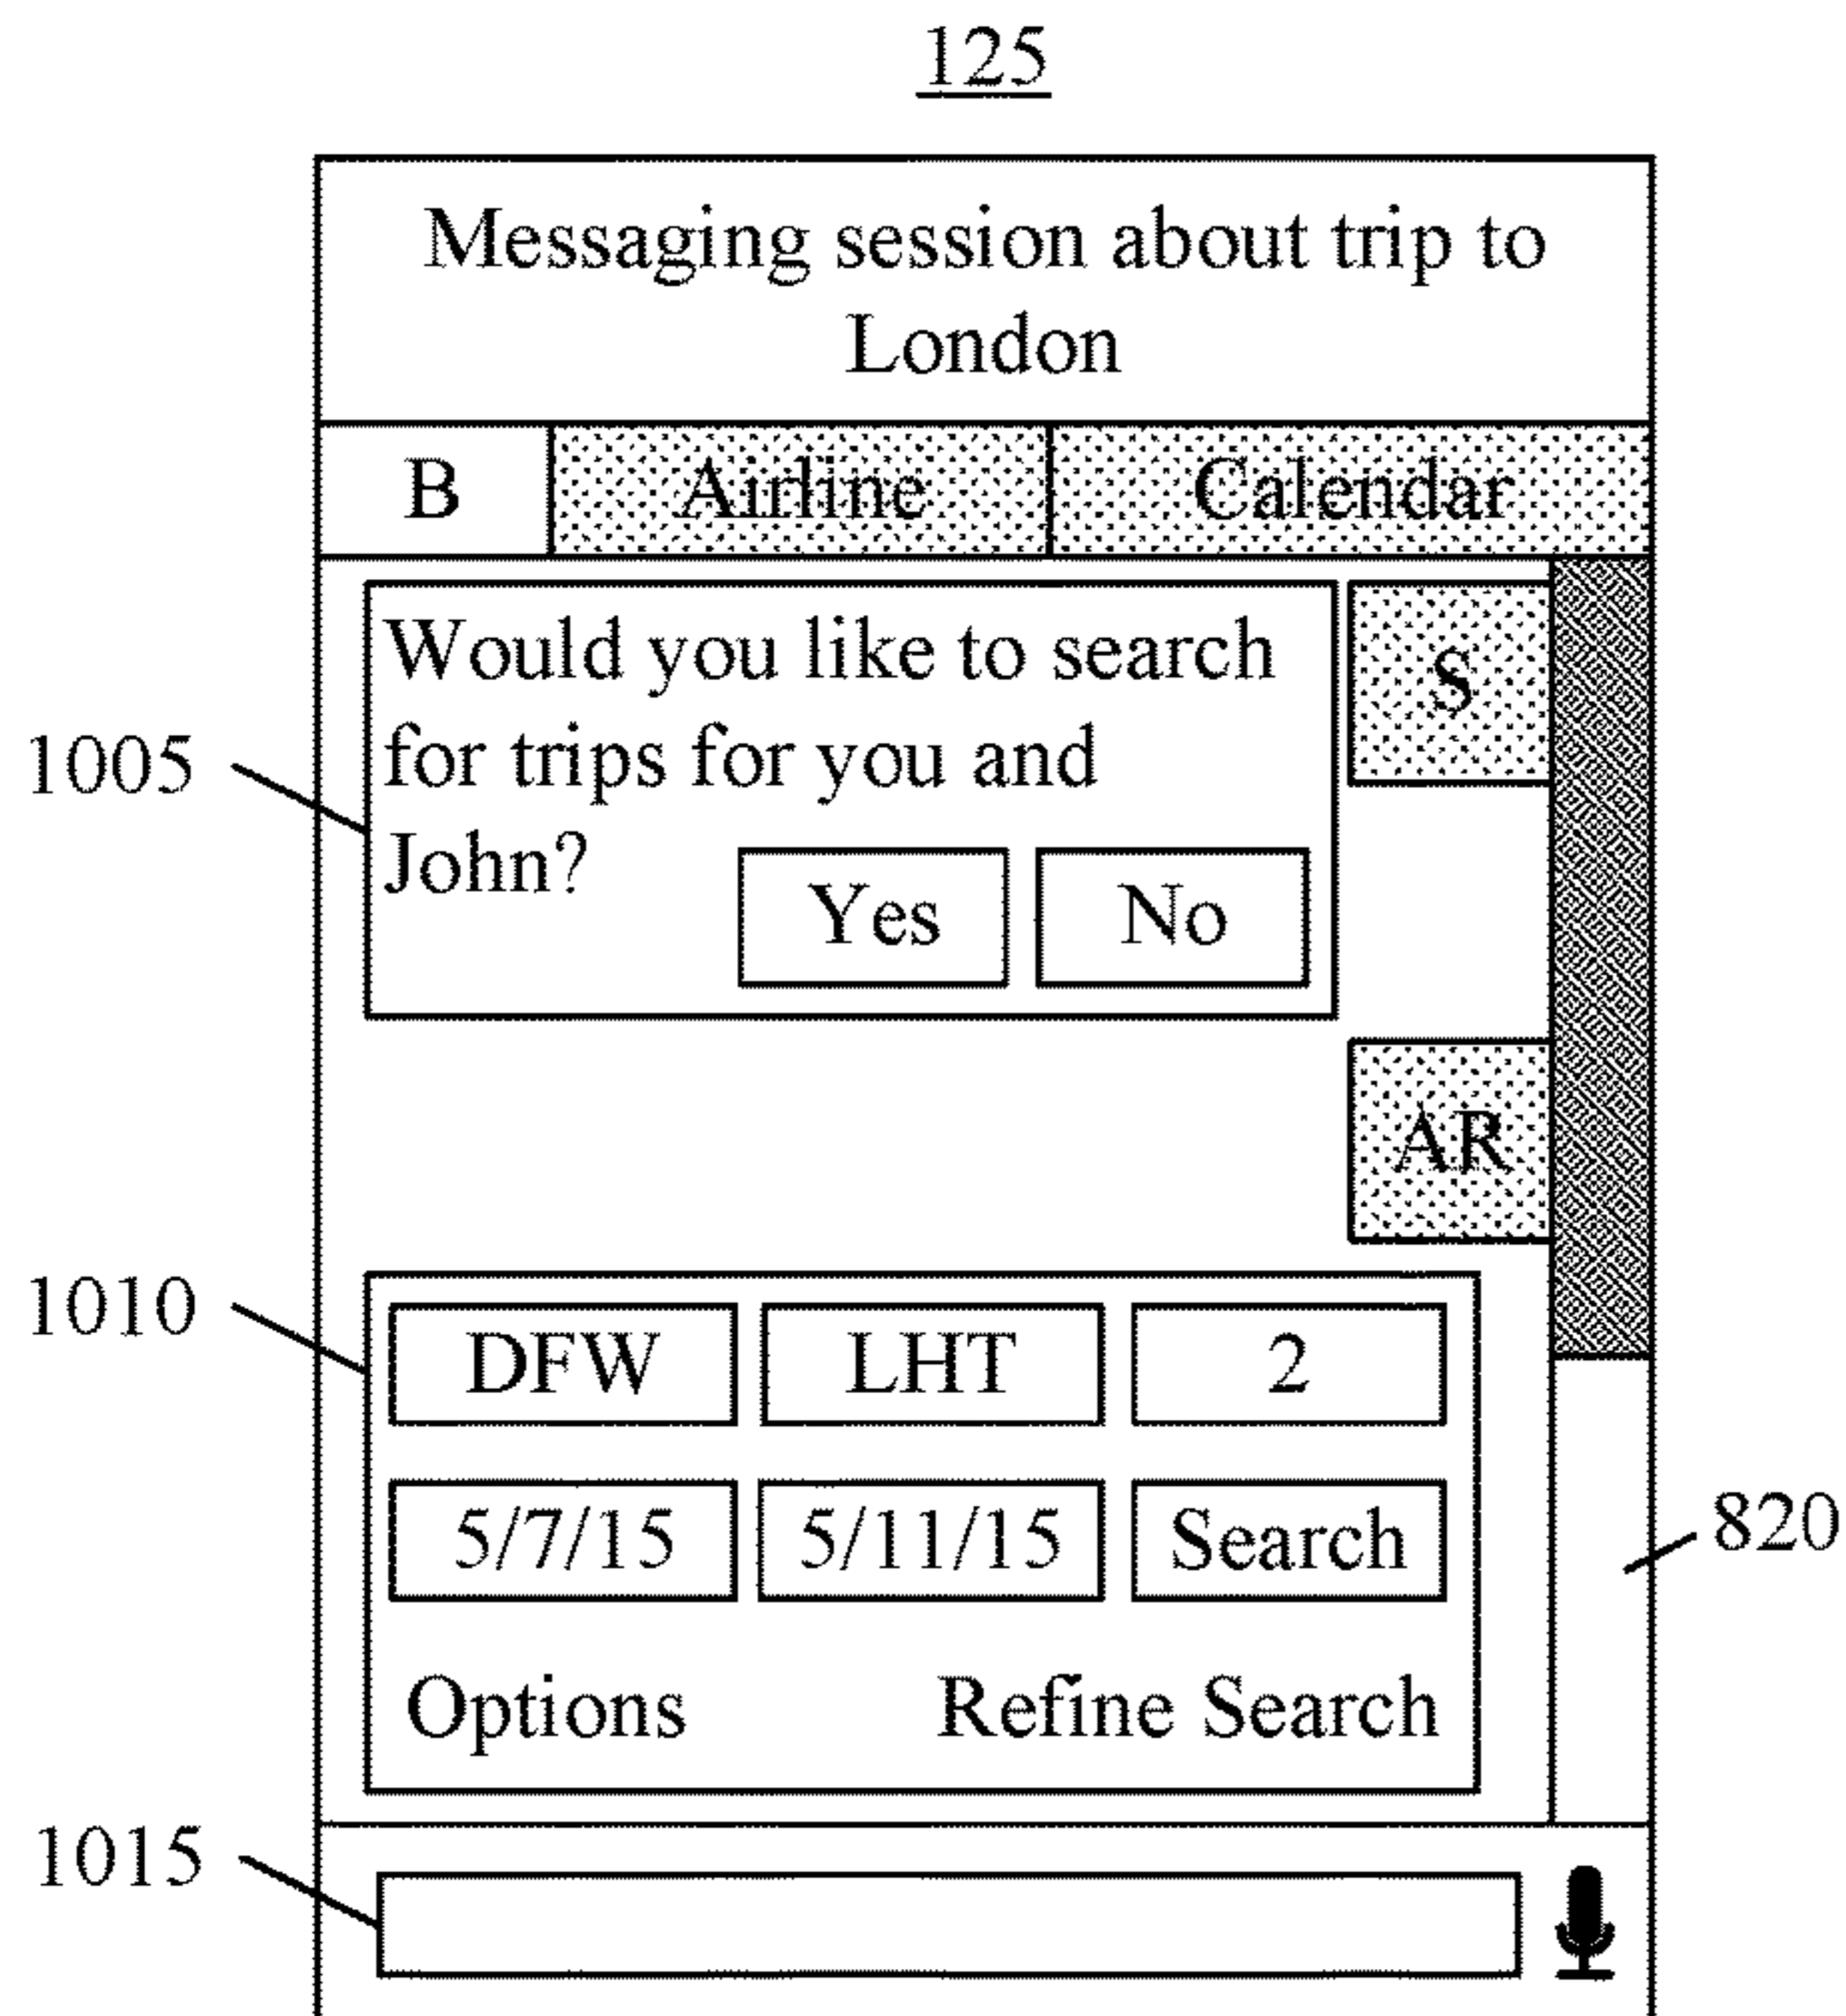 125
Messaging session about trip to
London
B Airline Calendar
Would you like to search
for trips for you and
John?
Yes No
S
1005
AR
1010
DFW LHT 2
5/7/15 5/11/15 Search
820
Options Refine Search
1015